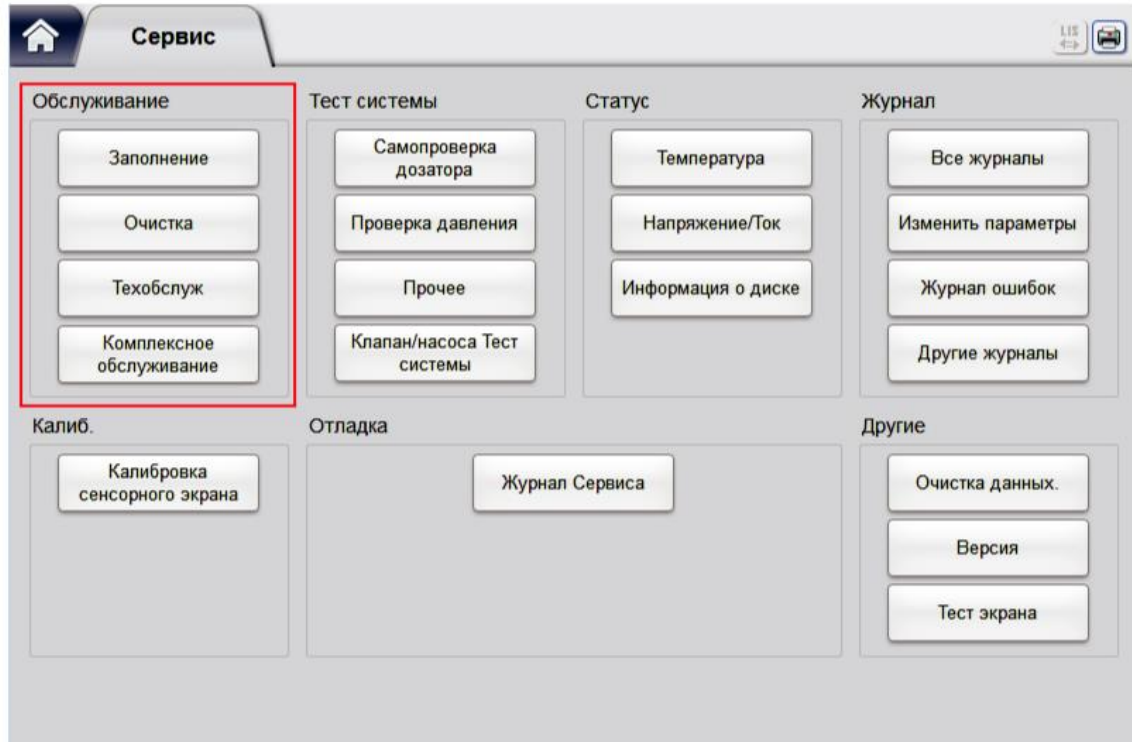 Сервис
LIS
Обслуживание
Заполнение
Очистка
Техобслуж
Комплексное
обслуживание
Тест системы
Самопроверка
дозатора
Проверка давления
Прочее
Клапан/насоса Тест
системы
Статус
Температура
Напряжение/Ток
Информация о диске
Журнал
Все журналы
Изменить параметры
Журнал ошибок
Другие журналы
Калиб.
Калибровка
сенсорного экрана
Отладка
Журнал Сервиса
Другие
Очистка данных.
Версия
Тест экрана